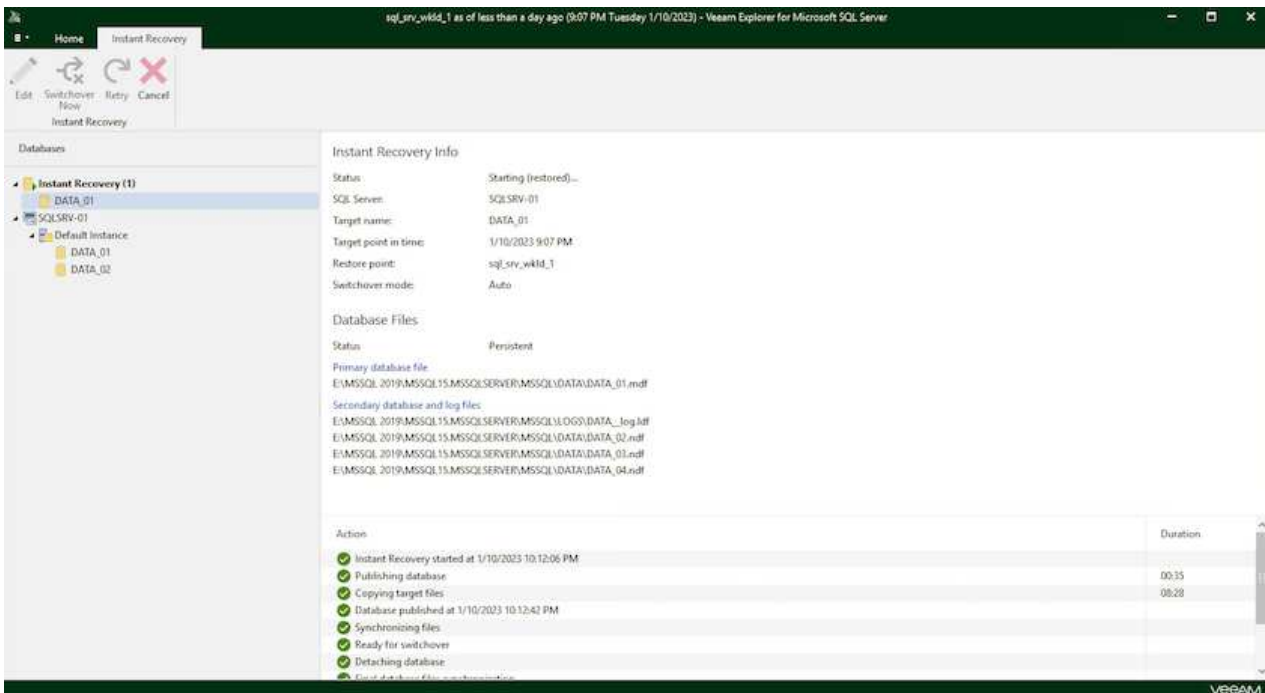 sql_srv_wkld_1 as of less than a day ago (9:07 PM Tuesday 1/10/2023) - Veeam Explorer for Microsoft SQL Server
Home Instant Recovery
Edit Switchover Now Retry Cancel
Instant Recovery
Databases
Instant Recovery (1)
DATA_01
SQLSRV-01
Default Instance
DATA_01
DATA_02
Instant Recovery Info
Status: Starting (restored)...
SQL Server: SQLSRV-01
Target name: DATA_01
Target point in time: 1/10/2023 9:07 PM
Restore point: sql_srv_wkld_1
Switchover mode: Auto
Database Files
Status: Persistent
Primary database file
E:\MSSQL 2019\MSSQL15.MSSQLSERVER\MSSQL\DATA\DATA_01.mdf
Secondary database and log files
E:\MSSQL 2019\MSSQL15.MSSQLSERVER\MSSQL\LOGS\DATA__log.ldf
E:\MSSQL 2019\MSSQL15.MSSQLSERVER\MSSQL\DATA\DATA_02.ndf
E:\MSSQL 2019\MSSQL15.MSSQLSERVER\MSSQL\DATA\DATA_03.ndf
E:\MSSQL 2019\MSSQL15.MSSQLSERVER\MSSQL\DATA\DATA_04.ndf
Action Duration
Instant Recovery started at 1/10/2023 10:12:06 PM
Publishing database 00:35
Copying target files 08:28
Database published at 1/10/2023 10:12:42 PM
Synchronizing files
Ready for switchover
Detaching database
Final database files synchronization
VEEAM